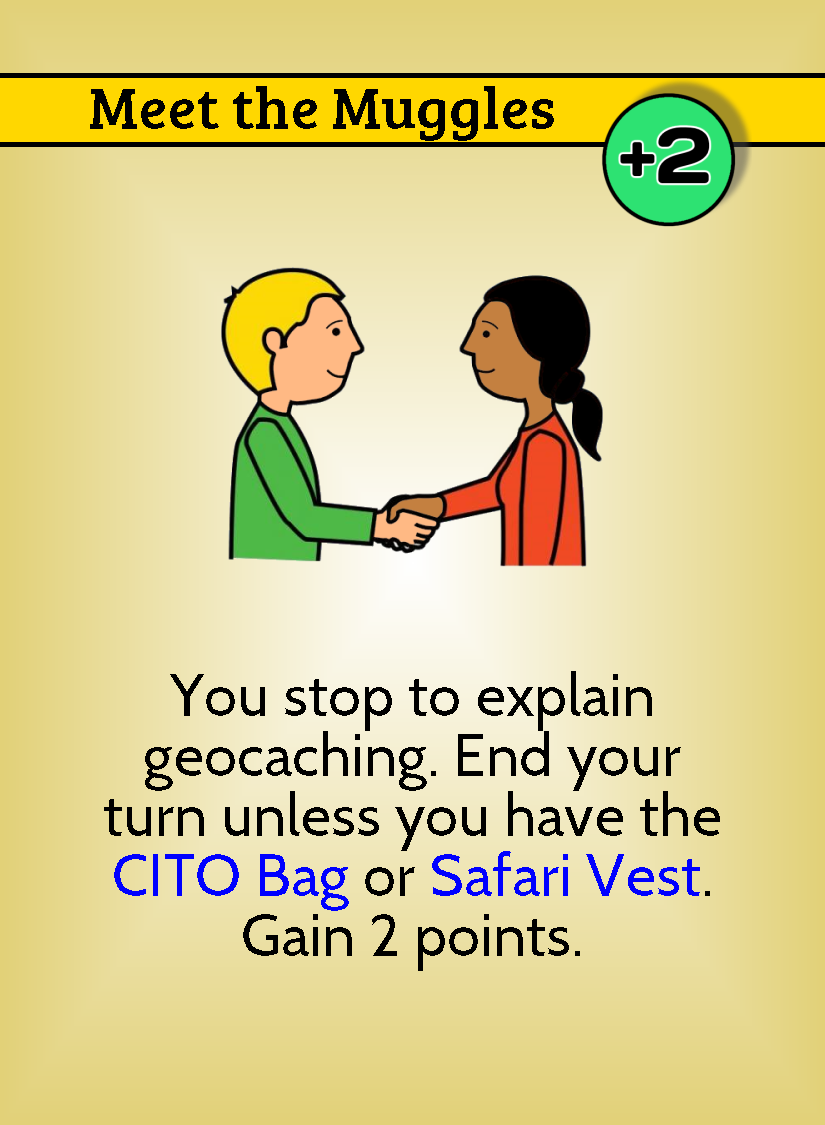 Meet the Muggles
+2
You stop to explain
geocaching. End your
turn unless you have the
CITO Bag or Safari Vest.
Gain 2 points.